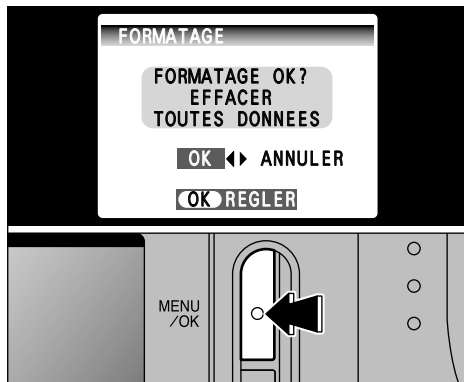 FORMATAGE
FORMATAGE OK?
EFFACER
TOUTES DONNEES
OK ANNULER
OK REGLER
MENU
/OK